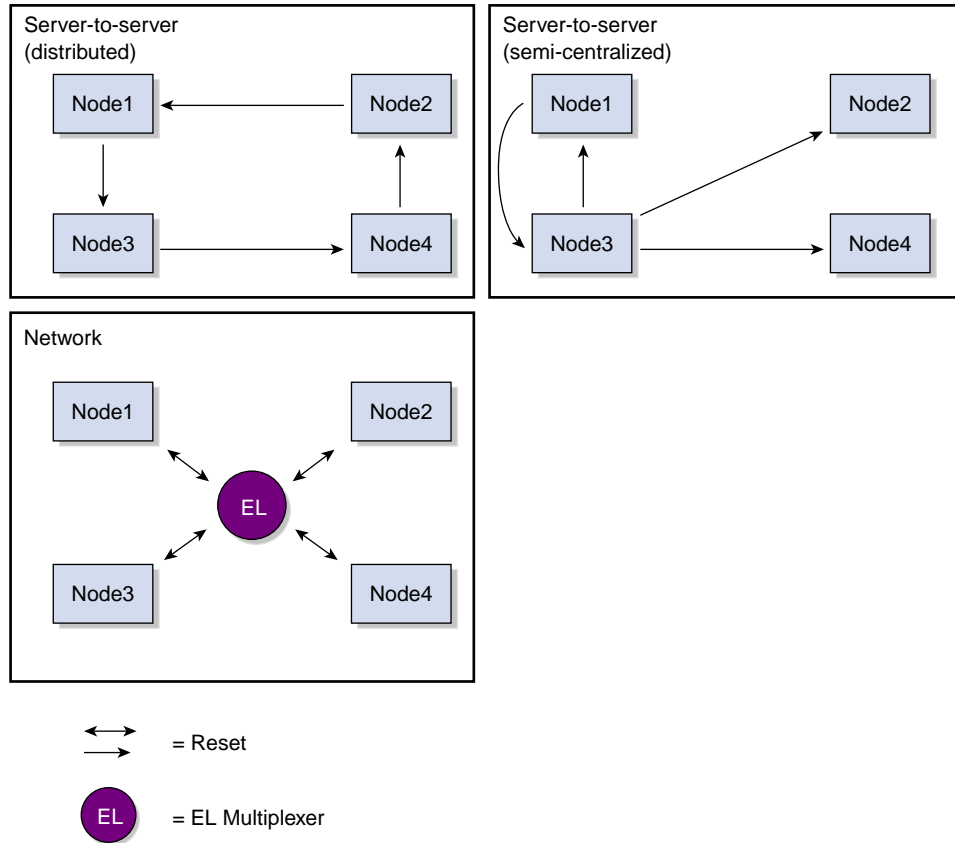 Server-to-server
(distributed)
Node1
Node2
Node3
Node4
Server-to-server
(semi-centralized)
Node1
Node2
Node3
Node4
Network
Node1
Node2
EL
Node3
Node4
= Reset
EL
= EL Multiplexer